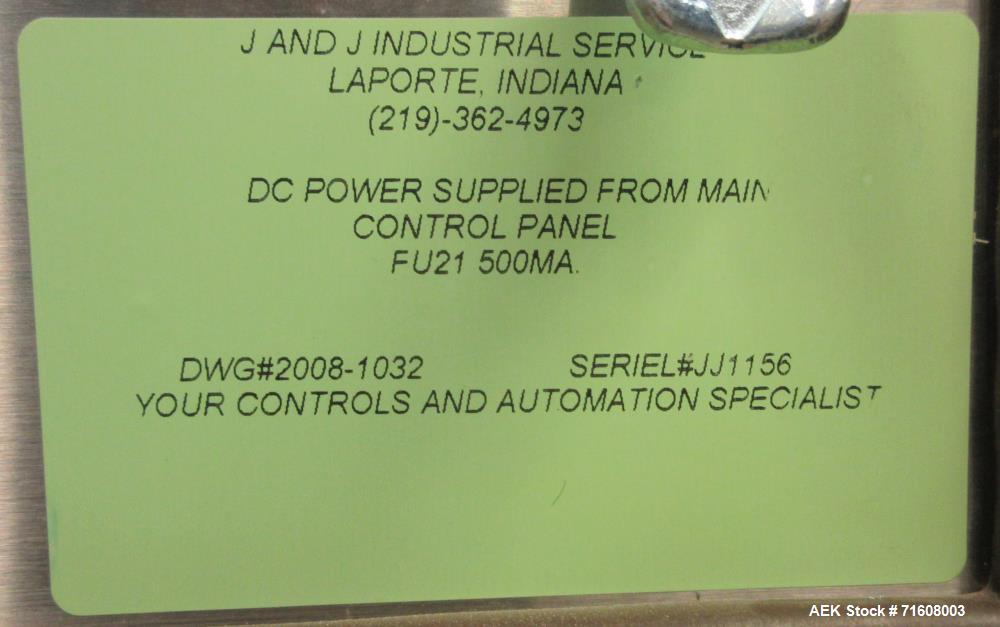 J AND J INDUSTRIAL SERVICE
LAPORTE, INDIANA
(219)-362-4973
DC POWER SUPPLIED FROM MAIN
CONTROL PANEL
FU21 500MA.
DWG#2008-1032 SERIEL#JJ1156
YOUR CONTROLS AND AUTOMATION SPECIALIST
AEK Stock # 71608003